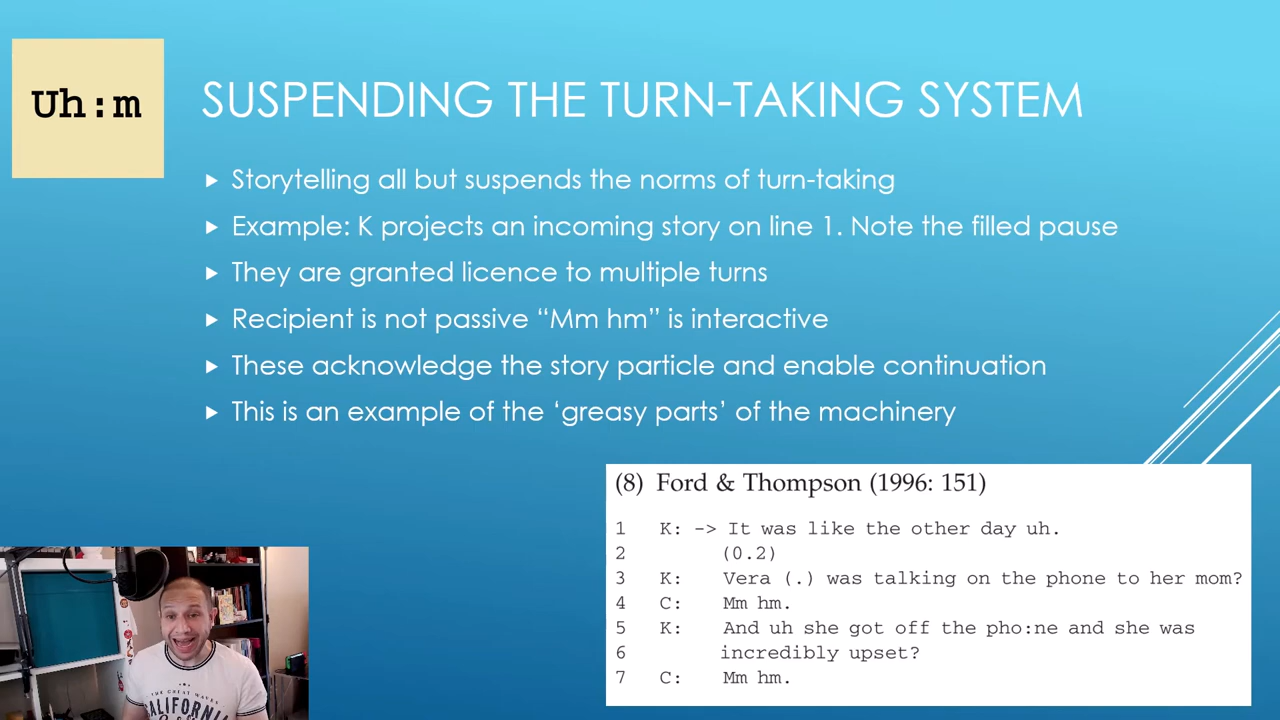 Uh:m
SUSPENDING THE TURN-TAKING SYSTEM
Storytelling all but suspends the norms of turn-taking
Example: K projects an incoming story on line 1. Note the filled pause
They are granted licence to multiple turns
Recipient is not passive “Mm hm” is interactive
These acknowledge the story particle and enable continuation
This is an example of the ‘greasy parts’ of the machinery
(8) Ford & Thompson (1996: 151)
1 K: -> It was like the other day uh.
2 (0.2)
3 K: Vera (.) was talking on the phone to her mom?
4 C: Mm hm.
5 K: And uh she got off the pho:ne and she was
6 incredibly upset?
7 C: Mm hm.
THE GREAT WAVES
CALIFORNIA